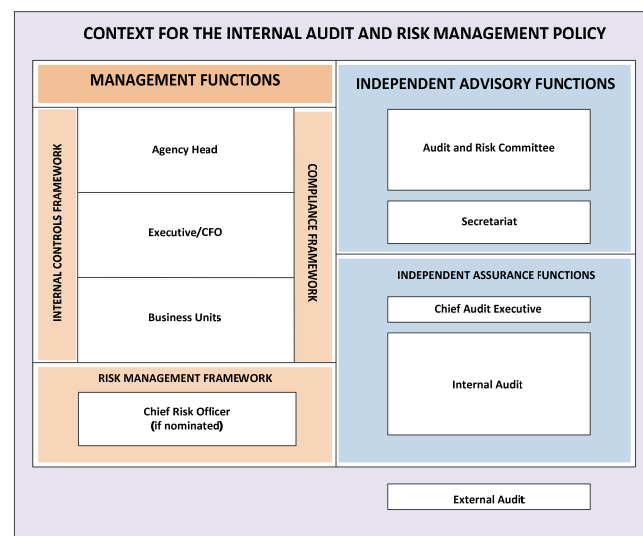 CONTEXT FOR THE INTERNAL AUDIT AND RISK MANAGEMENT POLICY
MANAGEMENT FUNCTIONS
INTERNAL CONTROLS FRAMEWORK
Agency Head
Executive/CFO
Business Units
COMPLIANCE FRAMEWORK
RISK MANAGEMENT FRAMEWORK
Chief Risk Officer
(if nominated)
INDEPENDENT ADVISORY FUNCTIONS
Audit and Risk Committee
Secretariat
INDEPENDENT ASSURANCE FUNCTIONS
Chief Audit Executive
Internal Audit
External Audit